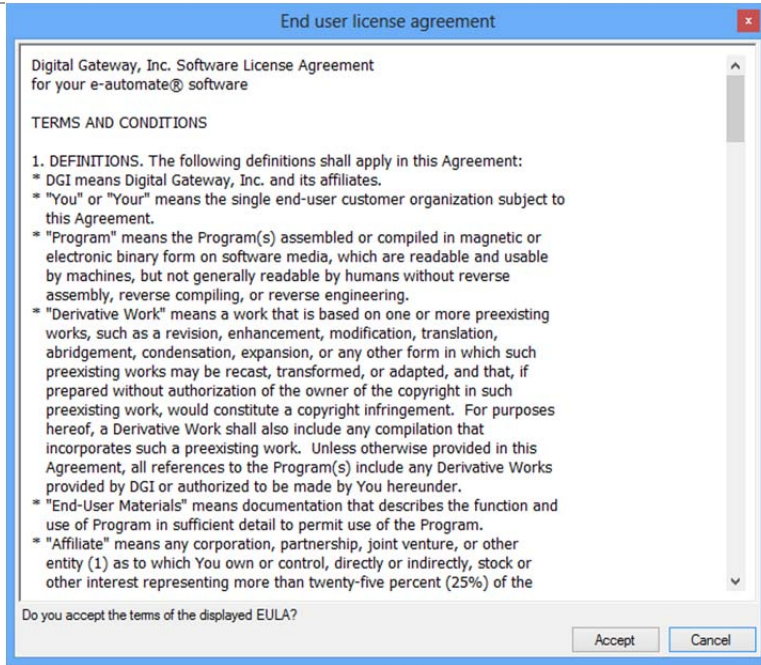 End user license agreement
x
Digital Gateway, Inc. Software License Agreement
for your e-automate® software
TERMS AND CONDITIONS
1. DEFINITIONS. The following definitions shall apply in this Agreement:
* DGI means Digital Gateway, Inc. and its affiliates.
* "You" or "Your" means the single end-user customer organization subject to
this Agreement.
* "Program" means the Program(s) assembled or compiled in magnetic or
electronic binary form on software media, which are readable and usable
by machines, but not generally readable by humans without reverse
assembly, reverse compiling, or reverse engineering.
* "Derivative Work" means a work that is based on one or more preexisting
works, such as a revision, enhancement, modification, translation,
abridgement, condensation, expansion, or any other form in which such
preexisting works may be recast, transformed, or adapted, and that, if
prepared without authorization of the owner of the copyright in such
preexisting work, would constitute a copyright infringement.  For purposes
hereof, a Derivative Work shall also include any compilation that
incorporates such a preexisting work.  Unless otherwise provided in this
Agreement, all references to the Program(s) include any Derivative Works
provided by DGI or authorized to be made by You hereunder.
* "End-User Materials" means documentation that describes the function and
use of Program in sufficient detail to permit use of the Program.
* "Affiliate" means any corporation, partnership, joint venture, or other
entity (1) as to which You own or control, directly or indirectly, stock or
other interest representing more than twenty-five percent (25%) of the
Do you accept the terms of the displayed EULA?
Accept
Cancel